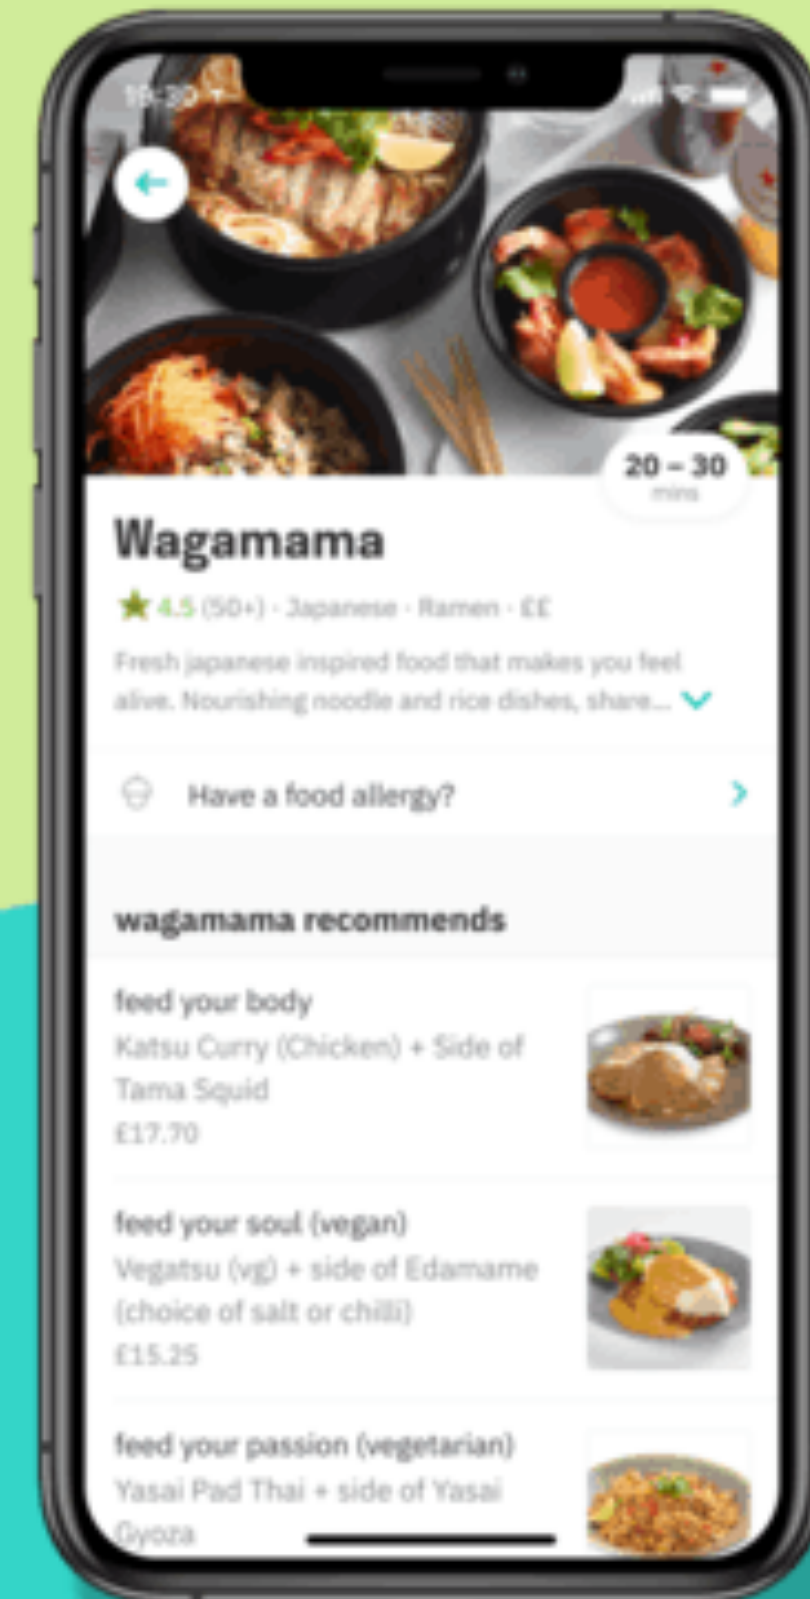 19:30
20 – 30
mins
Wagamama
4.5 (50+) · Japanese · Ramen · ££
Fresh japanese inspired food that makes you feel
alive. Nourishing noodle and rice dishes, share...
Have a food allergy?
wagamama recommends
feed your body
Katsu Curry (Chicken) + Side of
Tama Squid
£17.70
feed your soul (vegan)
Vegatsu (vg) + side of Edamame
(choice of salt or chilli)
£15.25
feed your passion (vegetarian)
Yasai Pad Thai + side of Yasai
Gyoza